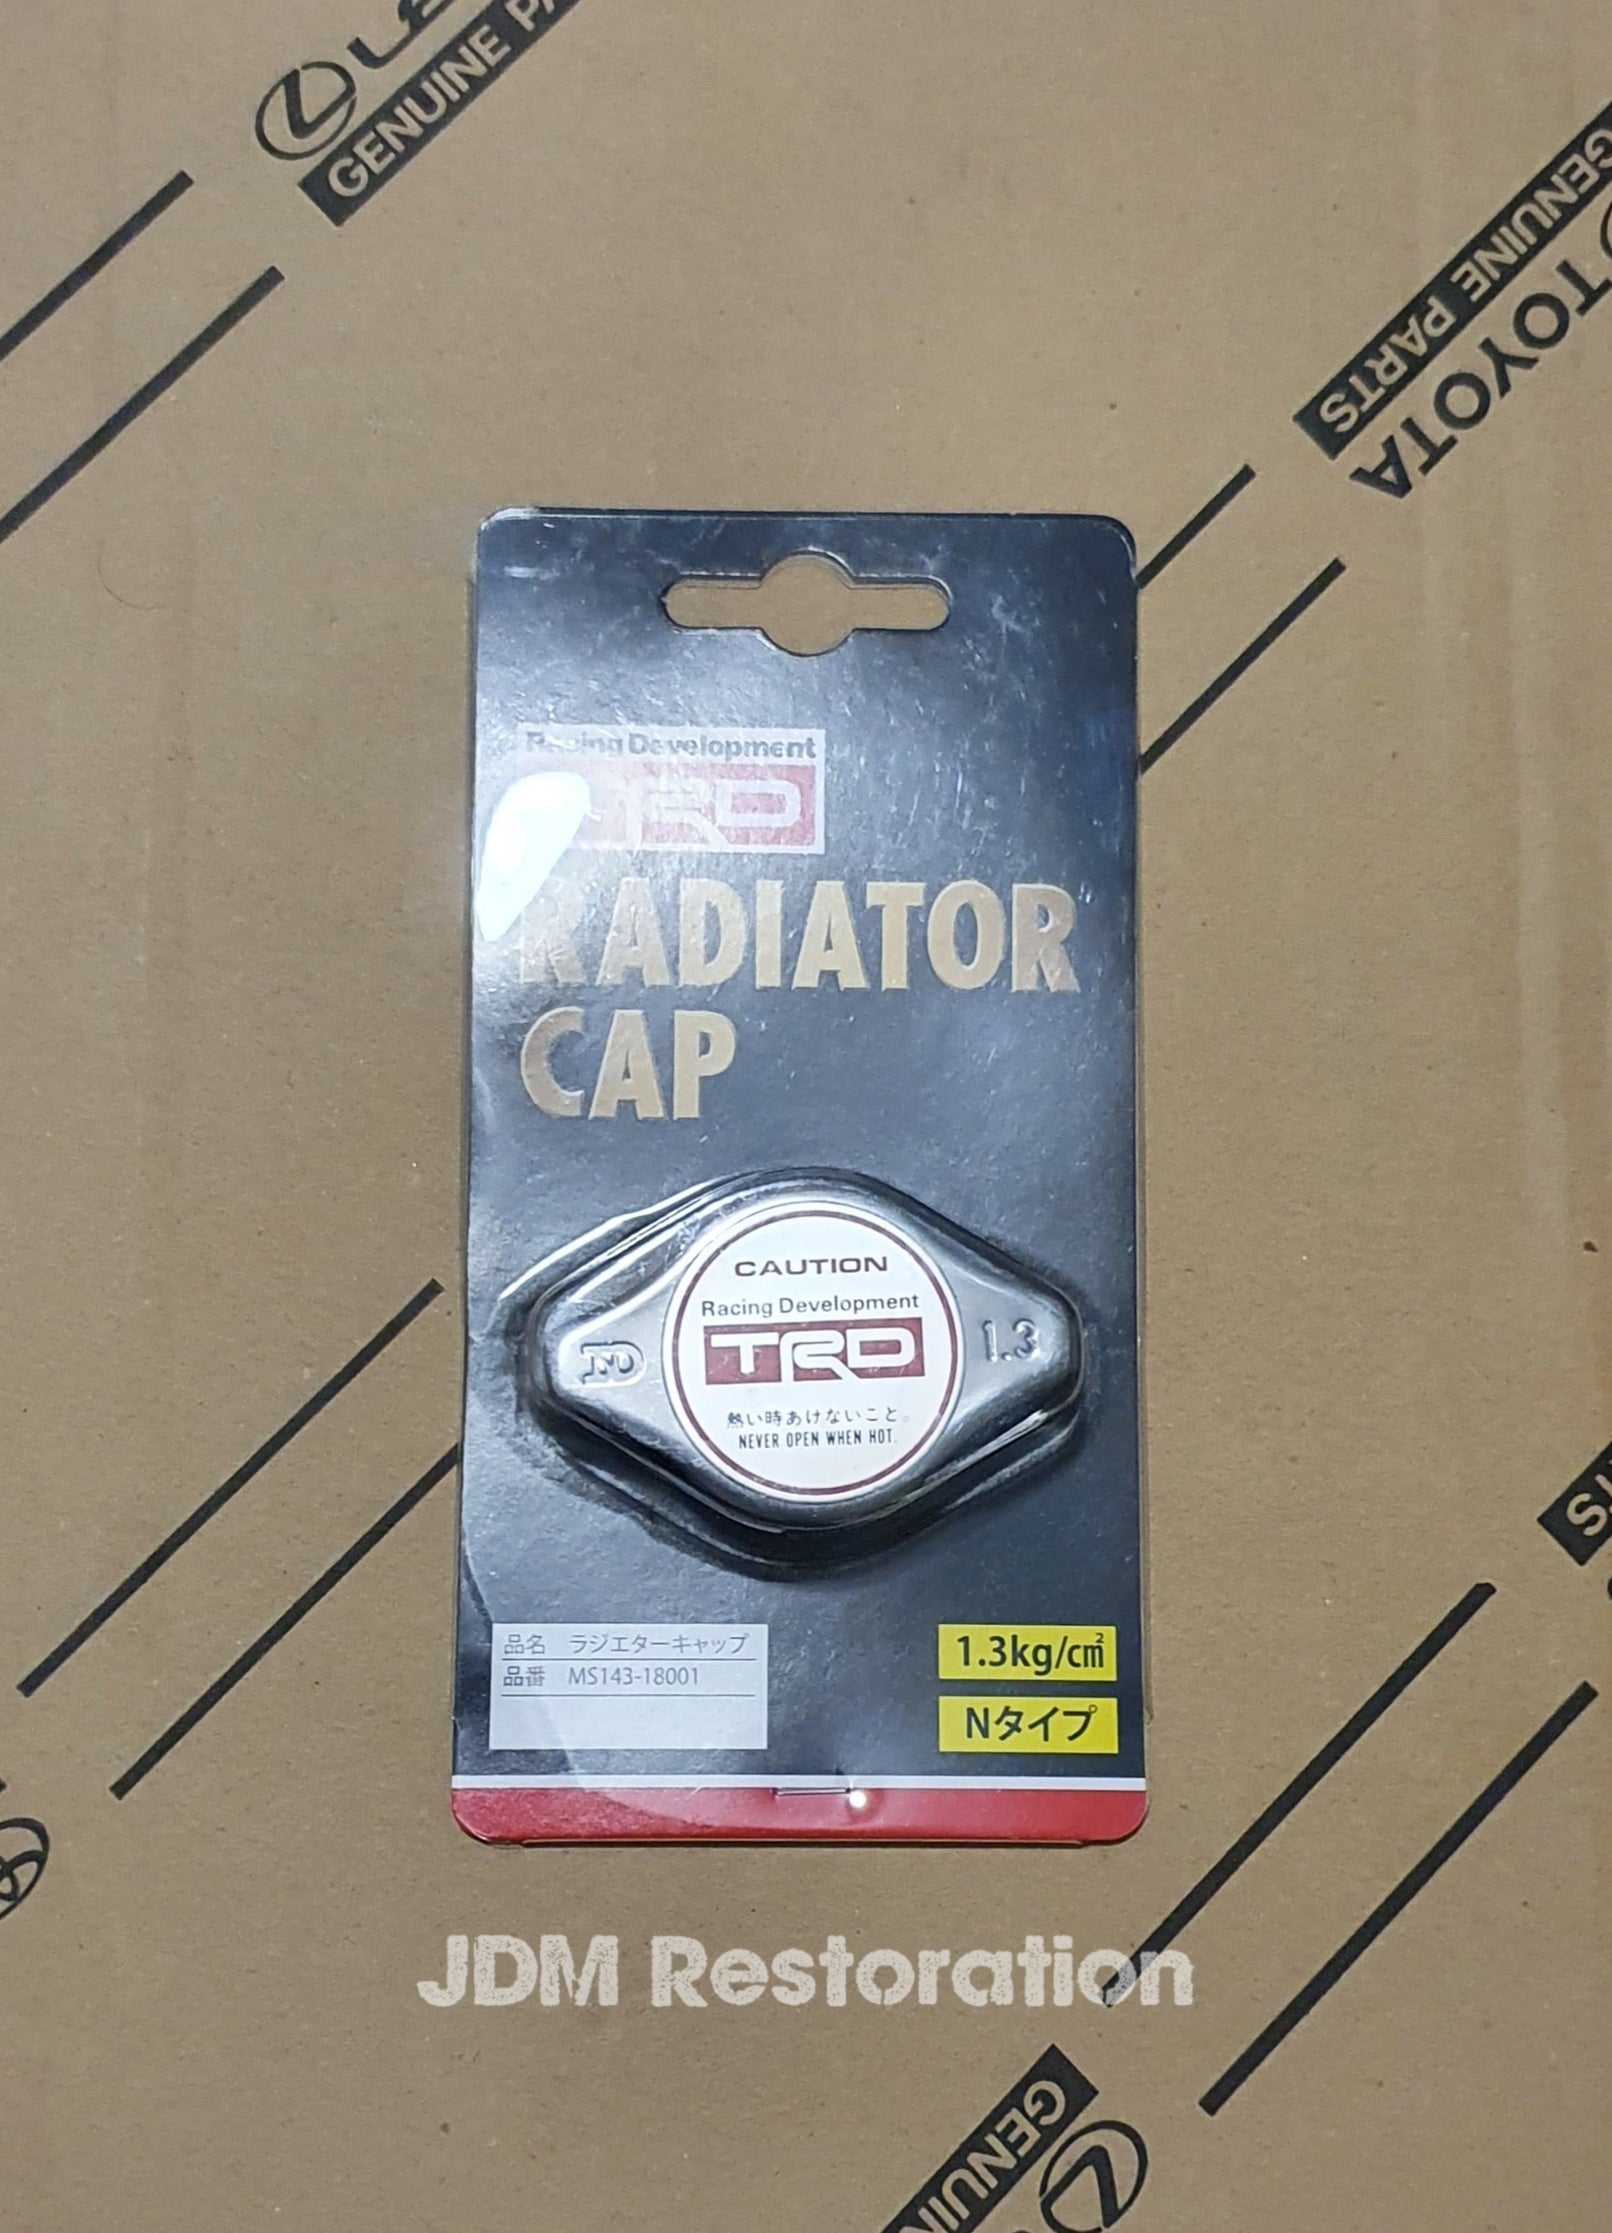 GENUINE
GENUINE PARTS
TOYOTA
Racing Development
TRD
RADIATOR
CAP
CAUTION
Racing Development
TRD
1.3
熱い時あけないこと。
NEVER OPEN WHEN HOT.
品名 ラジエターキャップ
品番 MS143-18001
1.3kg/c㎡
Nタイプ
JDM Restoration
GENUIN